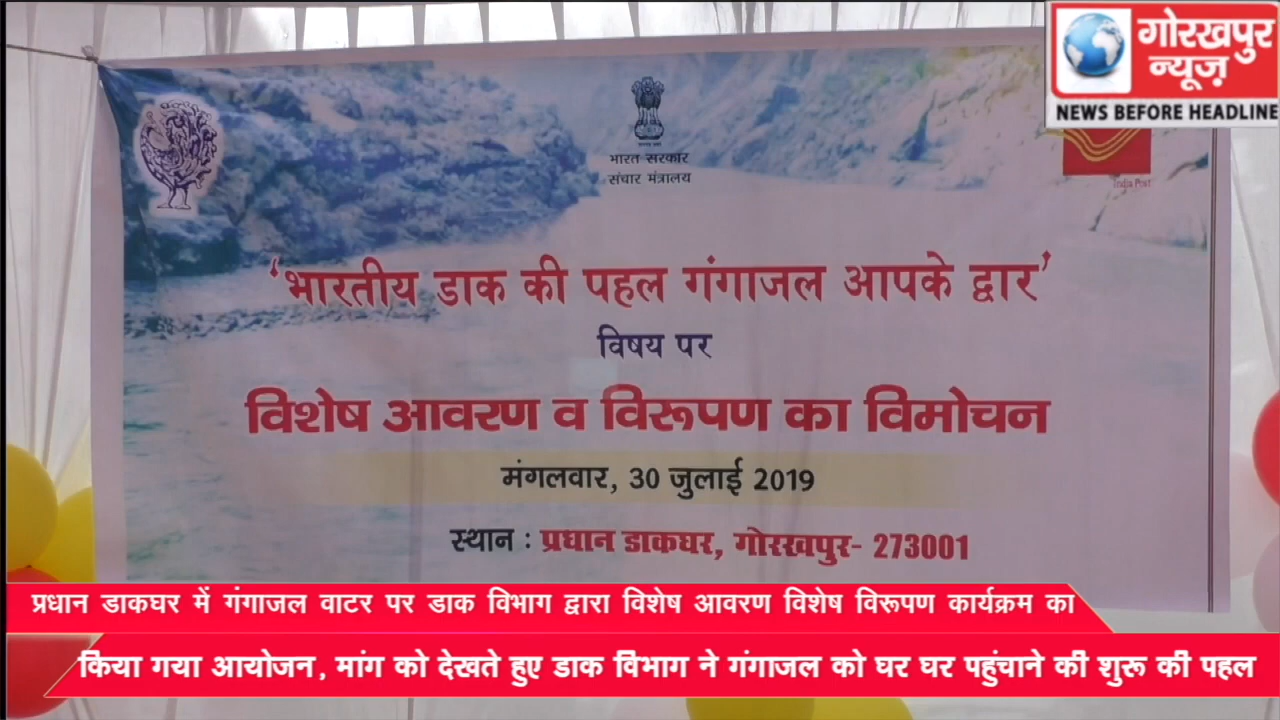 गोरखपुर
न्यूज़
NEWS BEFORE HEADLINE
भारत सरकार
संचार मंत्रालय
India Post
‘भारतीय डाक की पहल गंगाजल आपके द्वार’
विषय पर
विशेष आवरण व विरूपण का विमोचन
मंगलवार, 30 जुलाई 2019
स्थान : प्रधान डाकघर, गोरखपुर- 273001
प्रधान डाकघर में गंगाजल वाटर पर डाक विभाग द्वारा विशेष आवरण विशेष विरूपण कार्यक्रम का
किया गया आयोजन, मांग को देखते हुए डाक विभाग ने गंगाजल को घर घर पहुंचाने की शुरू की पहल